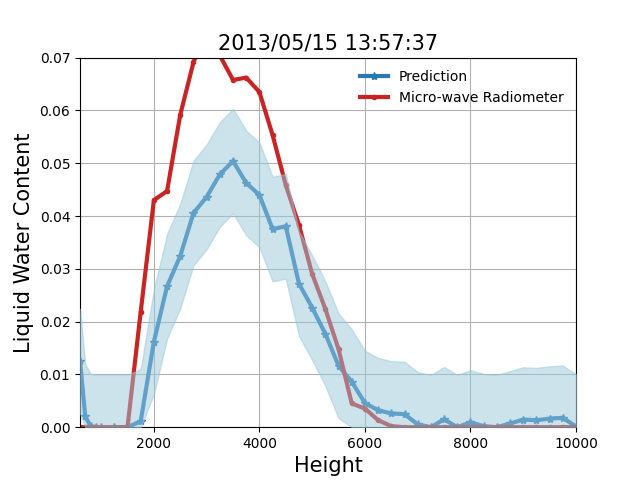 2013/05/15 13:57:37
Prediction
Micro-wave Radiometer
Liquid Water Content
0.07
0.06
0.05
0.04
0.03
0.02
0.01
0.00
2000 4000 6000 8000 10000
Height